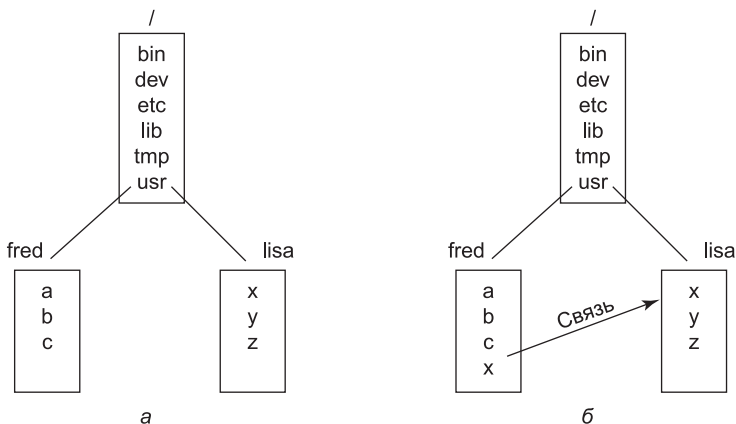 /
bin
dev
etc
lib
tmp
usr
fred
lisa
a
b
c
x
y
z
а
/
bin
dev
etc
lib
tmp
usr
fred
lisa
a
b
c
x
Связь
x
y
z
б